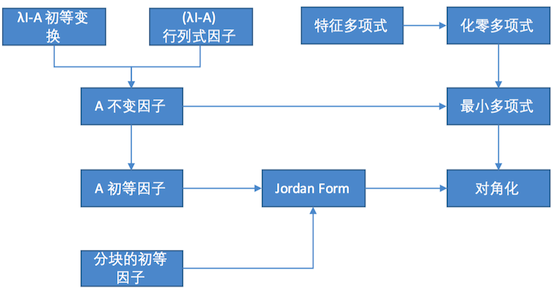 λI-A 初等变
换
(λI-A)
行列式因子
特征多项式
化零多项式
A 不变因子
最小多项式
A 初等因子
Jordan Form
对角化
分块的初等
因子